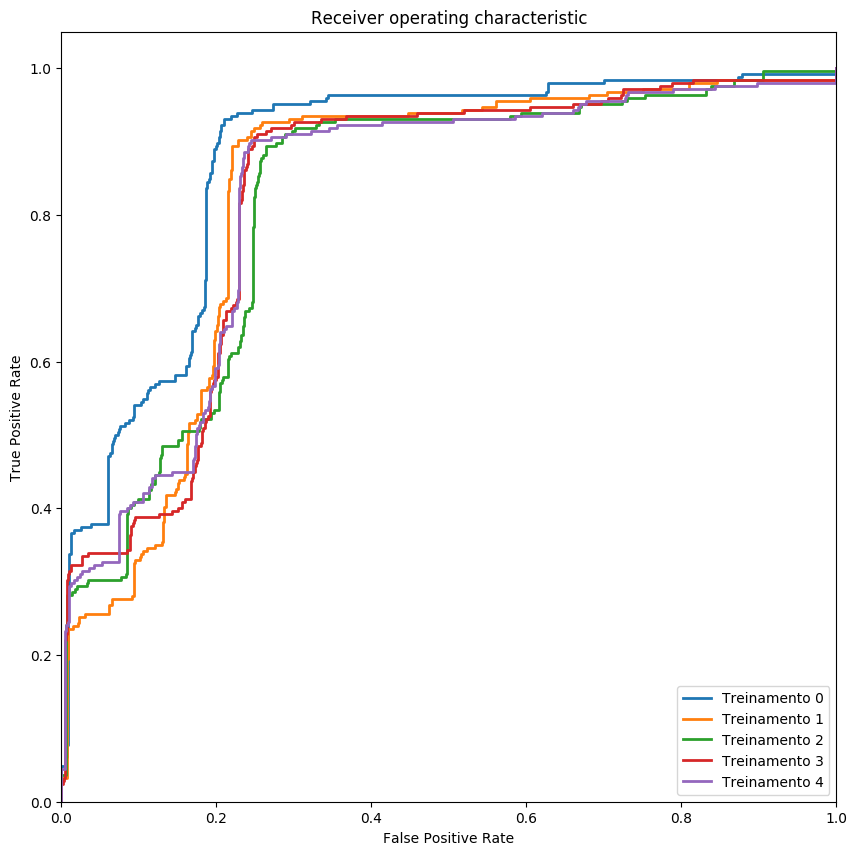 Receiver operating characteristic
1.0
0.8
0.6
0.4
0.2
0.0
True Positive Rate
Treinamento 0
Treinamento 1
Treinamento 2
Treinamento 3
Treinamento 4
0.0 0.2 0.4 0.6 0.8 1.0
False Positive Rate